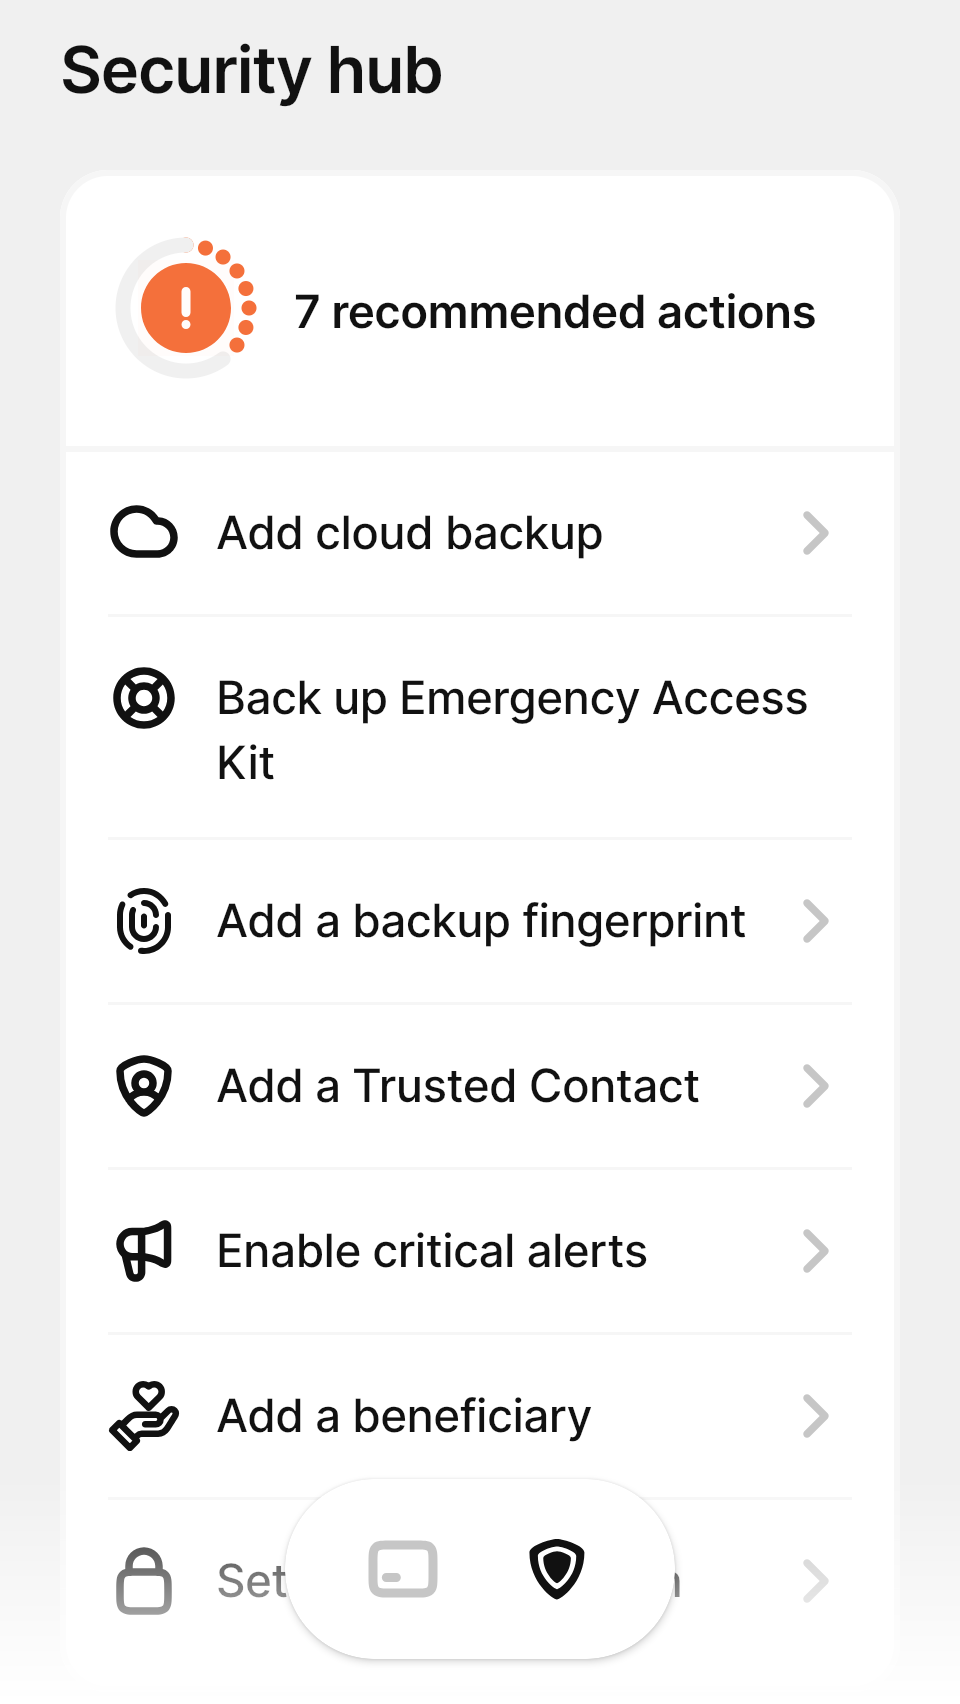 Security hub
7 recommended actions
Add cloud backup
Back up Emergency Access
Kit
Add a backup fingerprint
Add a Trusted Contact
Enable critical alerts
Add a beneficiary
Set